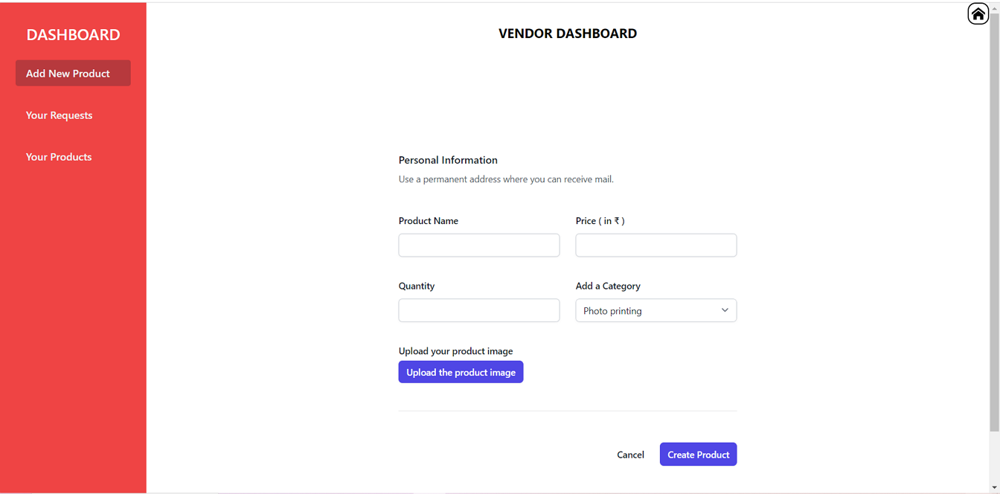 DASHBOARD
Add New Product
Your Requests
Your Products
VENDOR DASHBOARD
Personal Information
Use a permanent address where you can receive mail.
Product Name
Price ( in ₹ )
Quantity
Add a Category
Photo printing
Upload your product image
Upload the product image
Cancel
Create Product